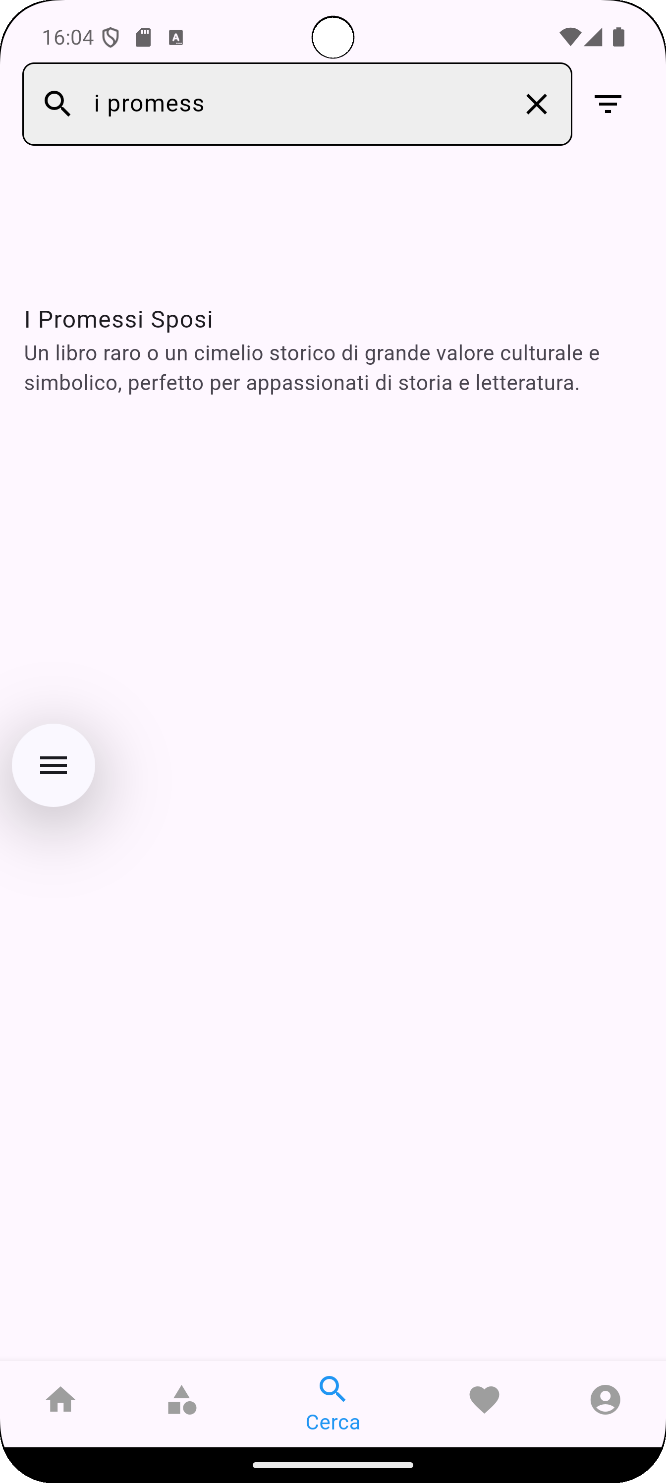 16:04
i promess
I Promessi Sposi
Un libro raro o un cimelio storico di grande valore culturale e
simbolico, perfetto per appassionati di storia e letteratura.
Cerca